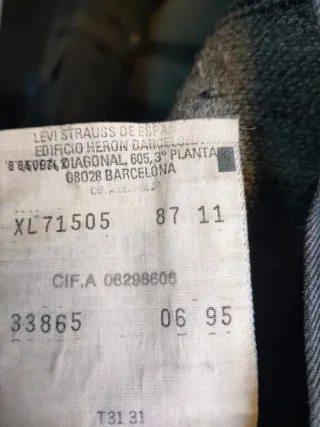 LEVI STRAUSS DE ESPA
EDIFICIO HERON
DIAGONAL, 605, 3° PLANTA
08028 BARCELONA
XL71505 87 11
CIF.A 08298606
33865 06 95
T31 31